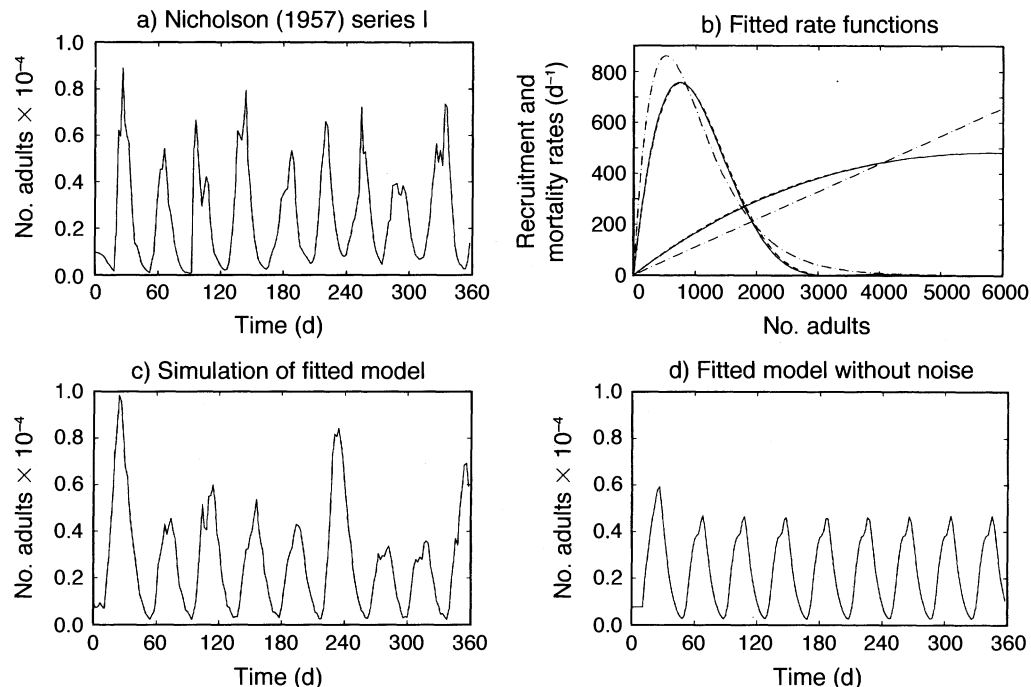 a) Nicholson (1957) series I
No. adults × 10⁻⁴
1.0
0.8
0.6
0.4
0.2
0.0
0 60 120 180 240 300 360
Time (d)
b) Fitted rate functions
Recruitment and
mortality rates (d⁻¹)
800
600
400
200
0
0 1000 2000 3000 4000 5000 6000
No. adults
c) Simulation of fitted model
No. adults × 10⁻⁴
1.0
0.8
0.6
0.4
0.2
0.0
0 60 120 180 240 300 360
Time (d)
d) Fitted model without noise
No. adults × 10⁻⁴
1.0
0.8
0.6
0.4
0.2
0.0
0 60 120 180 240 300 360
Time (d)